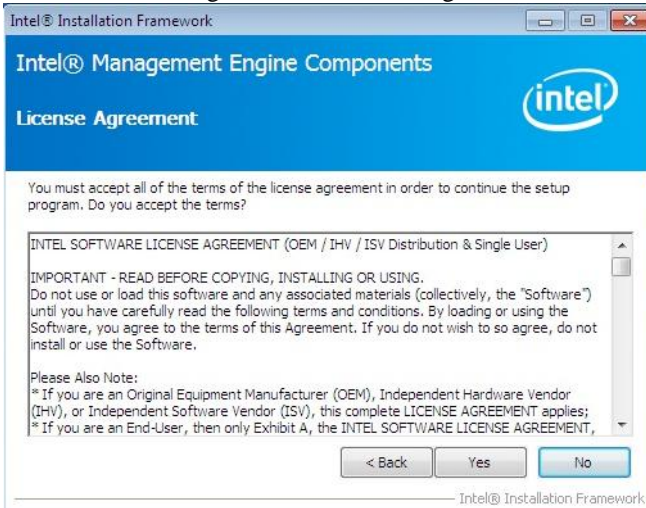 Intel® Installation Framework
Intel® Management Engine Components
intel
License Agreement
You must accept all of the terms of the license agreement in order to continue the setup
program. Do you accept the terms?
INTEL SOFTWARE LICENSE AGREEMENT (OEM / IHV / ISV Distribution & Single User)
IMPORTANT - READ BEFORE COPYING, INSTALLING OR USING.
Do not use or load this software and any associated materials (collectively, the "Software")
until you have carefully read the following terms and conditions. By loading or using the
Software, you agree to the terms of this Agreement. If you do not wish to so agree, do not
install or use the Software.
Please Also Note:
* If you are an Original Equipment Manufacturer (OEM), Independent Hardware Vendor
(IHV), or Independent Software Vendor (ISV), this complete LICENSE AGREEMENT applies;
* If you are an End-User, then only Exhibit A, the INTEL SOFTWARE LICENSE AGREEMENT,
< Back Yes No
Intel® Installation Framework